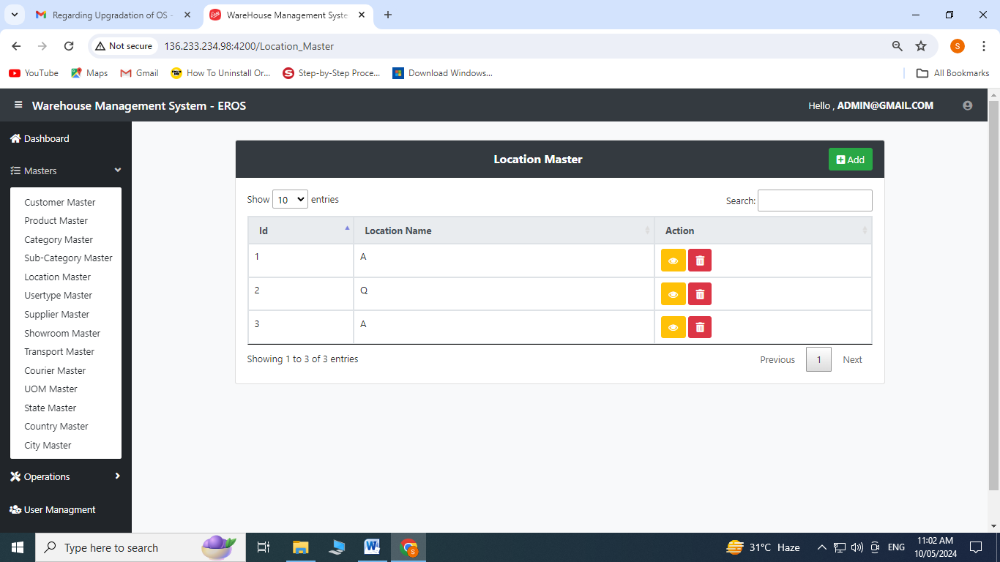 Regarding Upgradation of OS -
WareHouse Management Syste
Not secure
136.233.234.98:4200/Location_Master
S
YouTube
Maps
Gmail
How To Uninstall Or...
Step-by-Step Proce...
Download Windows...
All Bookmarks
Warehouse Management System - EROS
Hello , ADMIN@GMAIL.COM
Dashboard
Masters
Customer Master
Product Master
Category Master
Sub-Category Master
Location Master
Usertype Master
Supplier Master
Showroom Master
Transport Master
Courier Master
UOM Master
State Master
Country Master
City Master
Operations
User Managment
Location Master
Add
Show 10 entries
Search:
Id Location Name Action
1 A
2 Q
3 A
Showing 1 to 3 of 3 entries
Previous 1 Next
Type here to search
31°C Haze
ENG
11:02 AM
10/05/2024